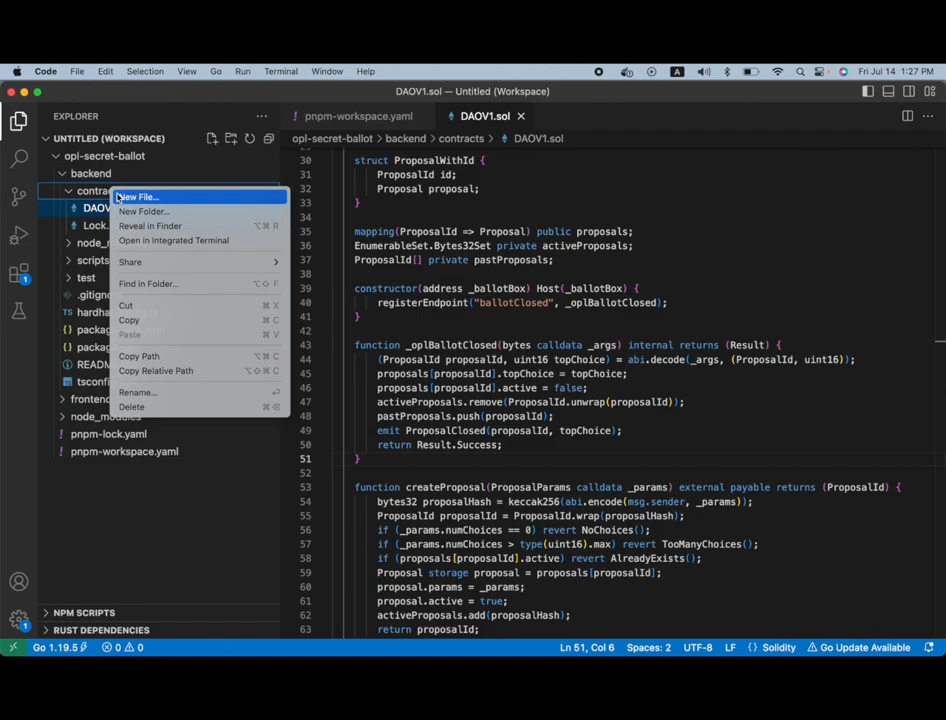 Code File Edit Selection View Go Run Terminal Window Help A Fri Jul 14 1:27 PM
DAOV1.sol — Untitled (Workspace)
EXPLORER
pnpm-workspace.yaml
DAOV1.sol
UNTITLED (WORKSPACE)
opl-secret-ballot > backend > contracts > DAOV1.sol
opl-secret-ballot
backend
New File...
New Folder...
Reveal in Finder ⌥⌘ R
Open in Integrated Terminal
Share
Find in Folder... ⌥⇧ F
Cut ⌘ X
Copy ⌘ C
Paste ⌘ V
Copy Path ⌥⌘ C
Copy Relative Path ⌥⇧⌘ C
Rename...
Delete
scripts
test
TS
pnpm-lock.yaml
pnpm-workspace.yaml
NPM SCRIPTS
RUST DEPENDENCIES
1
1
30 struct ProposalWithId {
31 ProposalId id;
32 Proposal proposal;
33 }
34
35 mapping(ProposalId => Proposal) public proposals;
36 EnumerableSet.Bytes32Set private activeProposals;
37 ProposalId[] private pastProposals;
38
39 constructor(address _ballotBox) Host(_ballotBox) {
40 registerEndpoint("ballotClosed", _oplBallotClosed);
41 }
42
43 function _oplBallotClosed(bytes calldata _args) internal returns (Result) {
44 (ProposalId proposalId, uint16 topChoice) = abi.decode(_args, (ProposalId, uint16));
45 proposals[proposalId].topChoice = topChoice;
46 proposals[proposalId].active = false;
47 activeProposals.remove(ProposalId.unwrap(proposalId));
48 pastProposals.push(proposalId);
49 emit ProposalClosed(proposalId, topChoice);
50 return Result.Success;
51 }
52
53 function createProposal(ProposalParams calldata _params) external payable returns (ProposalId) {
54 bytes32 proposalHash = keccak256(abi.encode(msg.sender, _params));
55 ProposalId proposalId = ProposalId.wrap(proposalHash);
56 if (_params.numChoices == 0) revert NoChoices();
57 if (_params.numChoices > type(uint16).max) revert TooManyChoices();
58 if (proposals[proposalId].active) revert AlreadyExists();
59 Proposal storage proposal = proposals[proposalId];
60 proposal.params = _params;
61 proposal.active = true;
62 activeProposals.add(proposalHash);
63 return proposalId;
Go 1.19.5 0 0 Ln 51, Col 6 Spaces: 2 UTF-8 LF {} Solidity Go Update Available